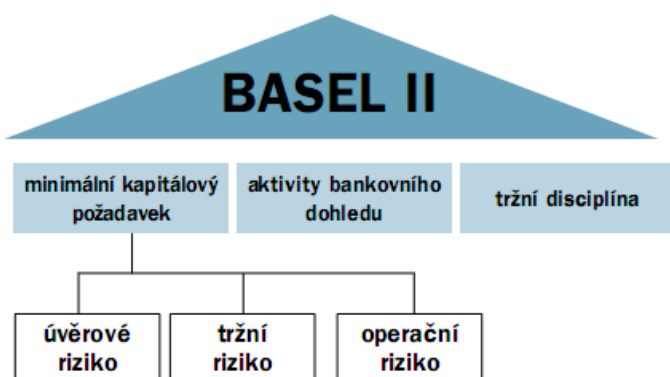 BASEL II
minimální kapitálový
požadavek
aktivity bankovního
dohledu
tržní disciplína
úvěrové
riziko
tržní
riziko
operační
riziko